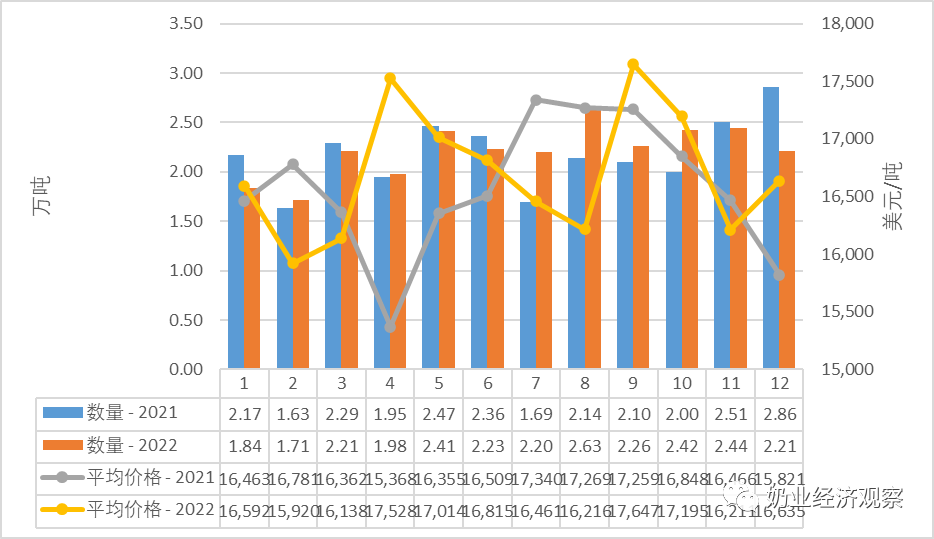 3.50 18,000
3.00 17,500
2.50 17,000
2.00 16,500
1.50 16,000
1.00 15,500
0.50
0.00 15,000
万吨
美元/吨
1 2 3 4 5 6 7 8 9 10 11 12
数量 - 2021 2.17 1.63 2.29 1.95 2.47 2.36 1.69 2.14 2.10 2.00 2.51 2.86
数量 - 2022 1.84 1.71 2.21 1.98 2.41 2.23 2.20 2.63 2.26 2.42 2.44 2.21
平均价格 - 2021 16,463 16,781 16,362 15,368 16,355 16,509 17,340 17,269 17,259 16,848 16,466 15,821
平均价格 - 2022 16,592 15,920 16,138 17,528 17,014 16,815 16,461 16,216 17,647 17,195 16,211 16,635
奶业经济观察